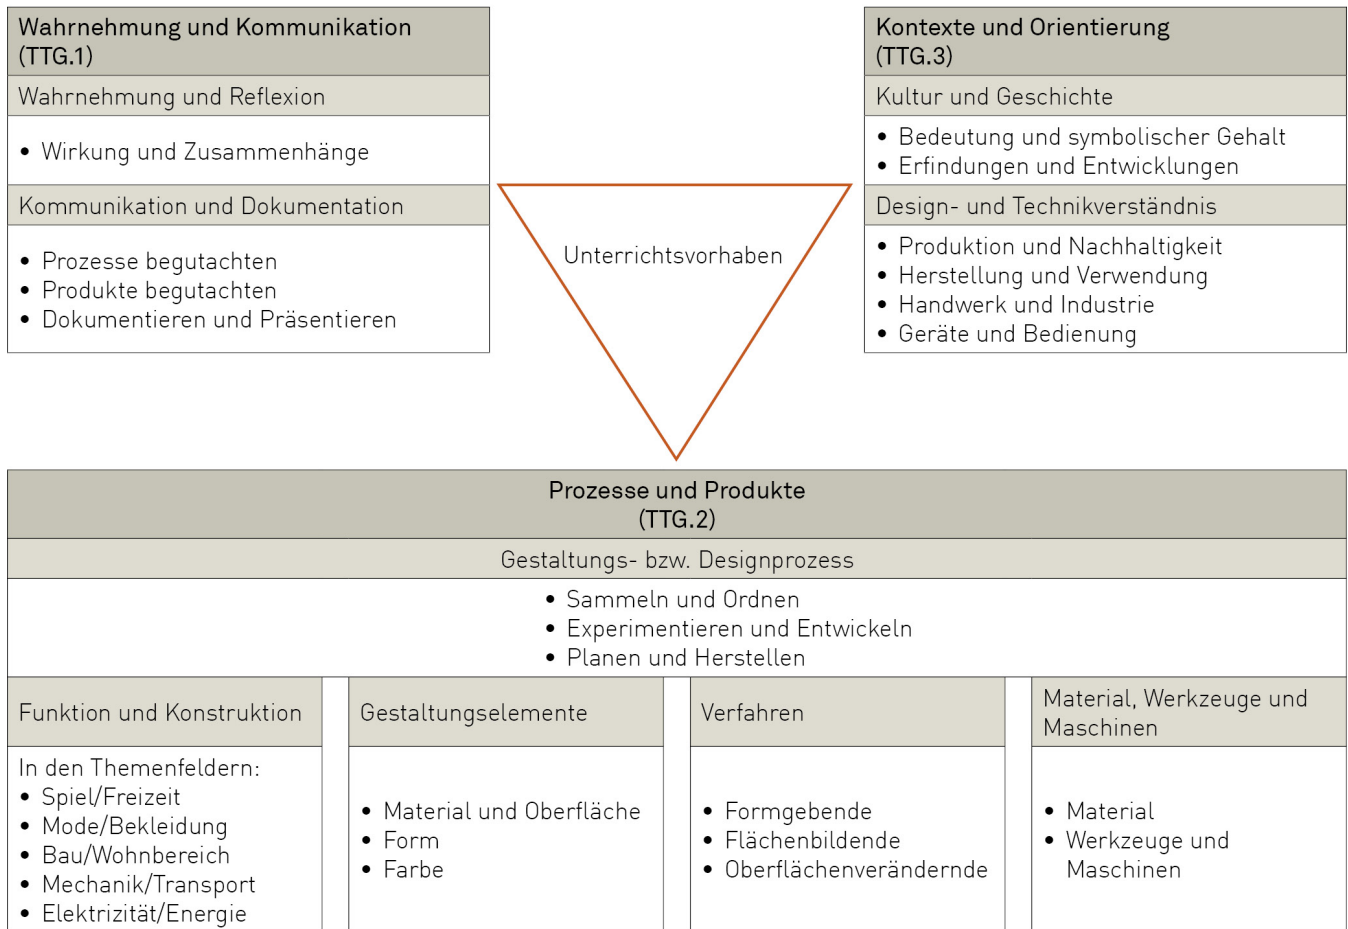 Wahrnehmung und Kommunikation
(TTG.1)
Wahrnehmung und Reflexion
• Wirkung und Zusammenhänge
Kommunikation und Dokumentation
• Prozesse begutachten
• Produkte begutachten
• Dokumentieren und Präsentieren
Unterrichtsvorhaben
Kontexte und Orientierung
(TTG.3)
Kultur und Geschichte
• Bedeutung und symbolischer Gehalt
• Erfindungen und Entwicklungen
Design- und Technikverständnis
• Produktion und Nachhaltigkeit
• Herstellung und Verwendung
• Handwerk und Industrie
• Geräte und Bedienung
Prozesse und Produkte
(TTG.2)
Gestaltungs- bzw. Designprozess
• Sammeln und Ordnen
• Experimentieren und Entwickeln
• Planen und Herstellen
Funktion und Konstruktion
In den Themenfeldern:
• Spiel/Freizeit
• Mode/Bekleidung
• Bau/Wohnbereich
• Mechanik/Transport
• Elektrizität/Energie
Gestaltungselemente
• Material und Oberfläche
• Form
• Farbe
Verfahren
• Formgebende
• Flächenbildende
• Oberflächenverändernde
Material, Werkzeuge und
Maschinen
• Material
• Werkzeuge und
Maschinen